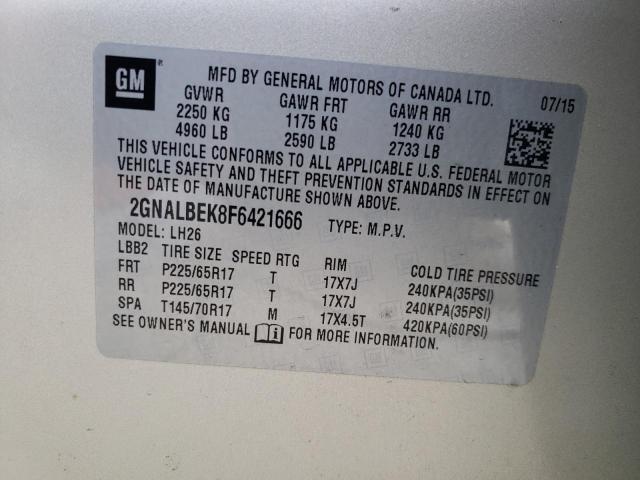 GM
MFD BY GENERAL MOTORS OF CANADA LTD. 07/15
GVWR GAWR FRT GAWR RR
2250 KG 1175 KG 1240 KG
4960 LB 2590 LB 2733 LB
THIS VEHICLE CONFORMS TO ALL APPLICABLE U.S. FEDERAL MOTOR
VEHICLE SAFETY AND THEFT PREVENTION STANDARDS IN EFFECT ON
THE DATE OF MANUFACTURE SHOWN ABOVE.
2GNALBEK8F6421666 TYPE: M.P.V.
MODEL: LH26
LBB2 TIRE SIZE SPEED RTG RIM COLD TIRE PRESSURE
FRT P225/65R17 T 17X7J 240KPA(35PSI)
RR P225/65R17 T 17X7J 240KPA(35PSI)
SPA T145/70R17 M 17X4.5T 420KPA(60PSI)
SEE OWNER'S MANUAL FOR MORE INFORMATION.